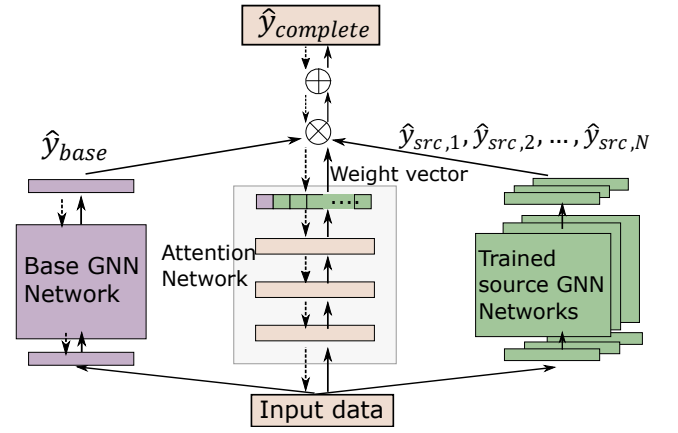 ŷ_complete
ŷ_base
ŷ_src,1, ŷ_src,2, ..., ŷ_src,N
Weight vector
....
Attention
Network
Base GNN
Network
Trained
source GNN
Networks
Input data